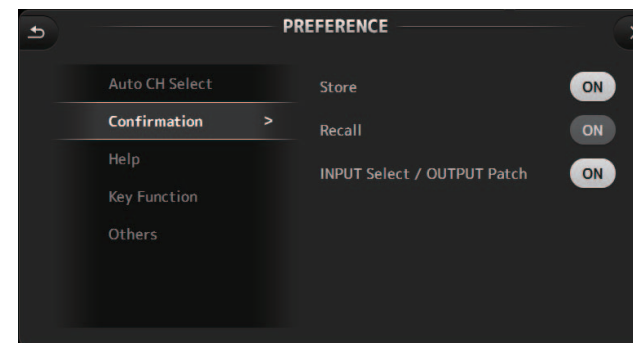 PREFERENCE
Auto CH Select
Store ON
Confirmation >
Recall ON
Help
INPUT Select / OUTPUT Patch ON
Key Function
Others